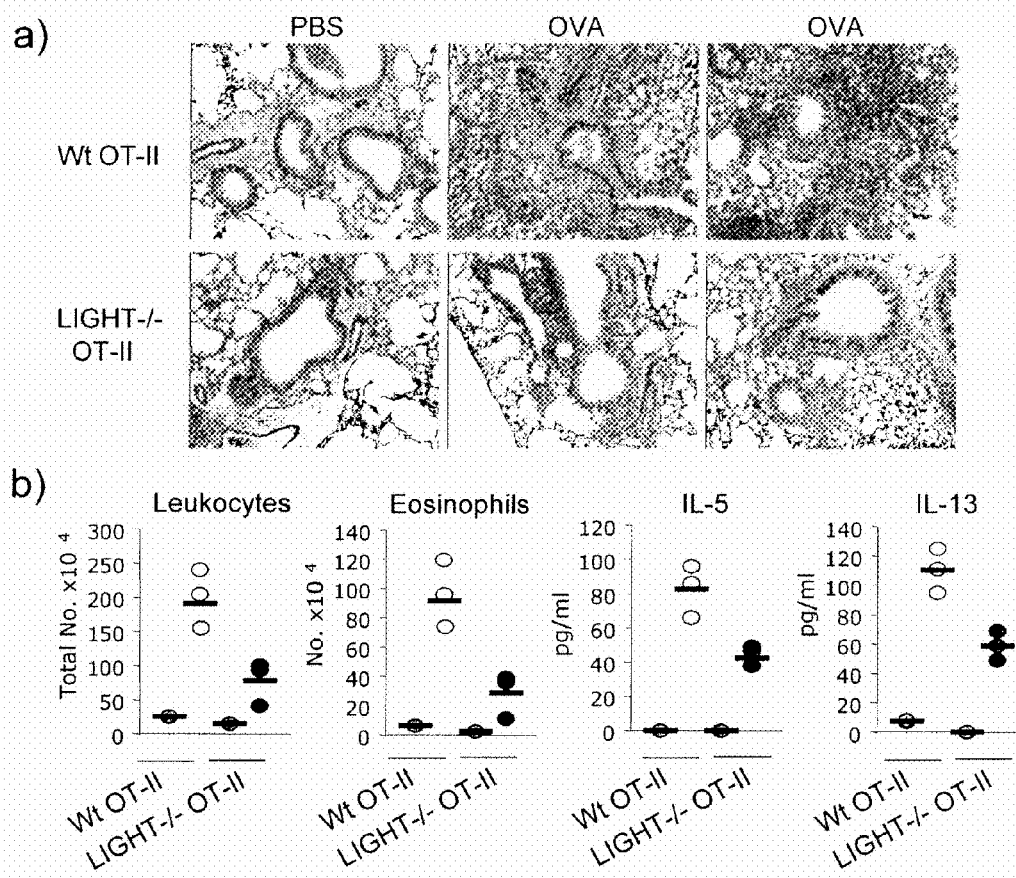 a)
PBS OVA OVA
Wt OT-II
LIGHT-/-
OT-II
b)
Leukocytes Eosinophils IL-5 IL-13
Total No. x10 4
300
250
200
150
100
50
0
No. x10 4
140
120
100
80
60
40
20
0
pg/ml
120
100
80
60
40
20
0
pg/ml
140
120
100
80
60
40
20
0
Wt OT-II
LIGHT-/- OT-II
Wt OT-II
LIGHT-/- OT-II
Wt OT-II
LIGHT-/- OT-II
Wt OT-II
LIGHT-/- OT-II